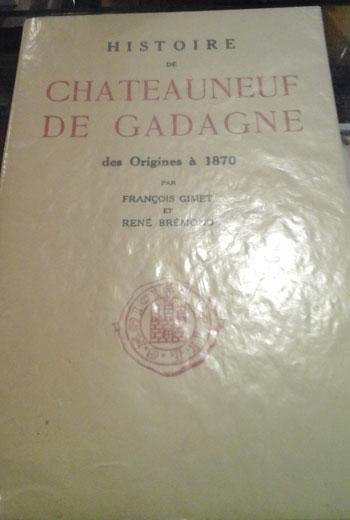 HISTOIRE
DE
CHATEAUNEUF
DE GADAGNE
des Origines à 1870
PAR
FRANÇOIS GIMET
ET
RENÉ BRÉMOND